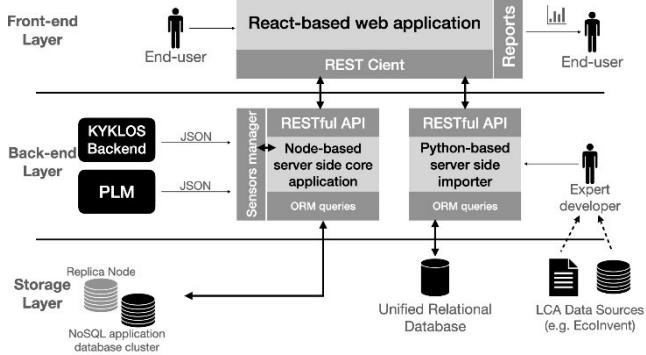 Front-end
Layer
End-user
React-based web application
REST Cient
Reports
End-user
Back-end
Layer
KYKLOS
Backend
JSON
PLM
JSON
Sensors manager
RESTful API
Node-based
server side core
application
ORM queries
RESTful API
Python-based
server side
importer
ORM queries
Expert
developer
Storage
Layer
Replica Node
NoSQL application
database cluster
Unified Relational
Database
LCA Data Sources
(e.g. EcoInvent)